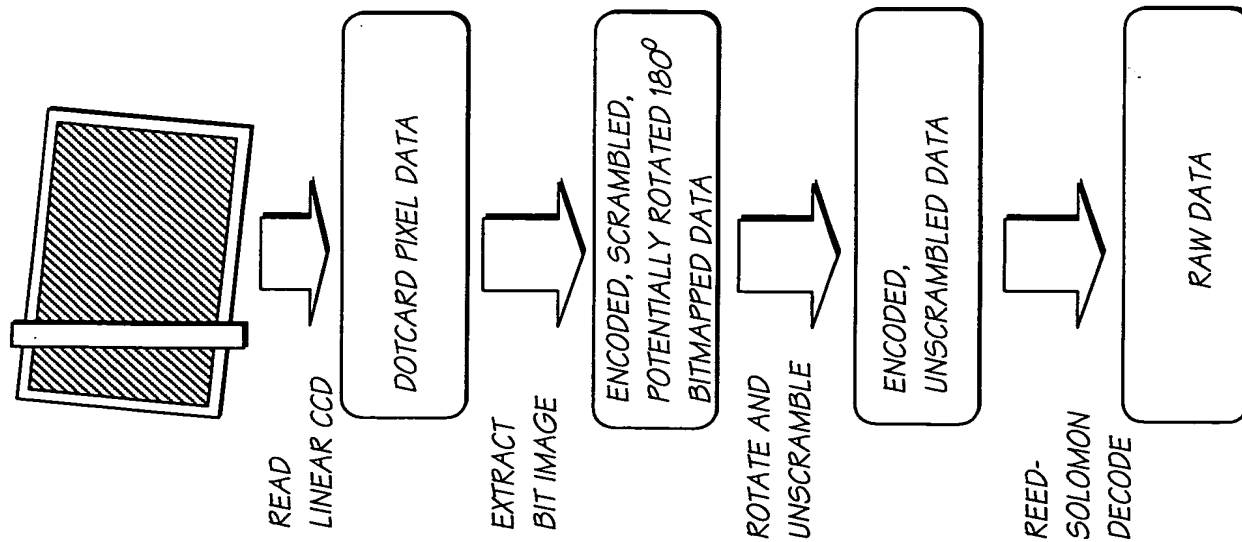 READ
LINEAR CCD
DOTCARD PIXEL DATA
EXTRACT
BIT IMAGE
ENCODED, SCRAMBLED,
POTENTIALLY ROTATED 180⁰
BITMAPPED DATA
ROTATE AND
UNSCRAMBLE
ENCODED,
UNSCRAMBLED DATA
REED-
SOLOMON
DECODE
RAW DATA